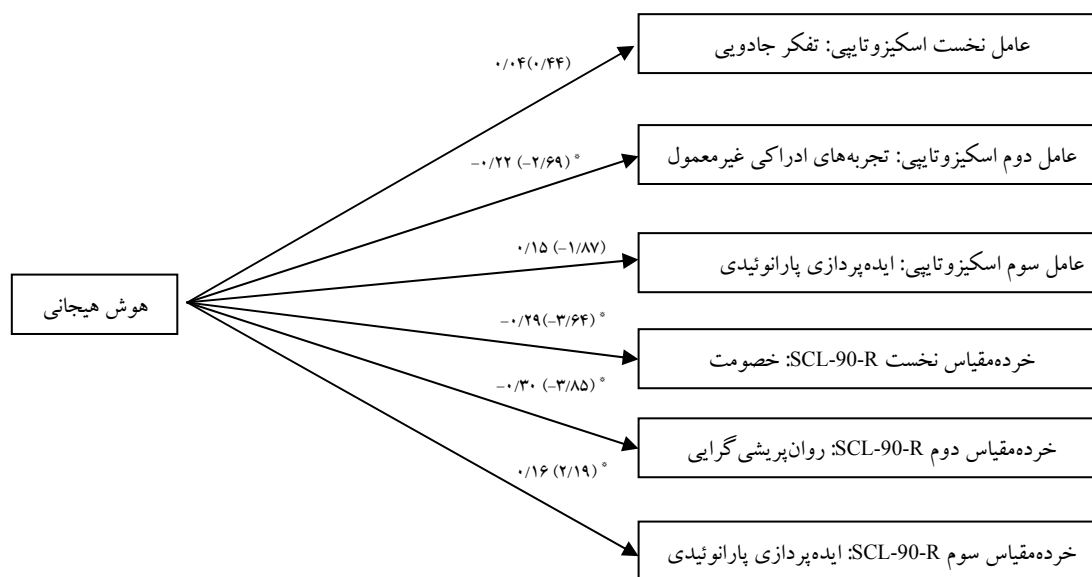 عامل نخست اسکیزوتایپی: تفکر جادویی
۰/۰۴(۰/۴۴)
عامل دوم اسکیزوتایپی: تجربه‌های ادراکی غیرمعمول
−۰/۲۲ (−۲/۶۹) *
عامل سوم اسکیزوتایپی: ایده‌پردازی پارانوئیدی
۰/۱۵ (−۱/۸۷)
هوش هیجانی
−۰/۲۹(−۳/۶۴) *
خرده‌مقیاس نخست SCL-90-R: خصومت
−۰/۳۰ (−۳/۸۵) *
خرده‌مقیاس دوم SCL-90-R: روان‌پریشی‌گرایی
۰/۱۶ (۲/۱۹) *
خرده‌مقیاس سوم SCL-90-R: ایده‌پردازی پارانوئیدی